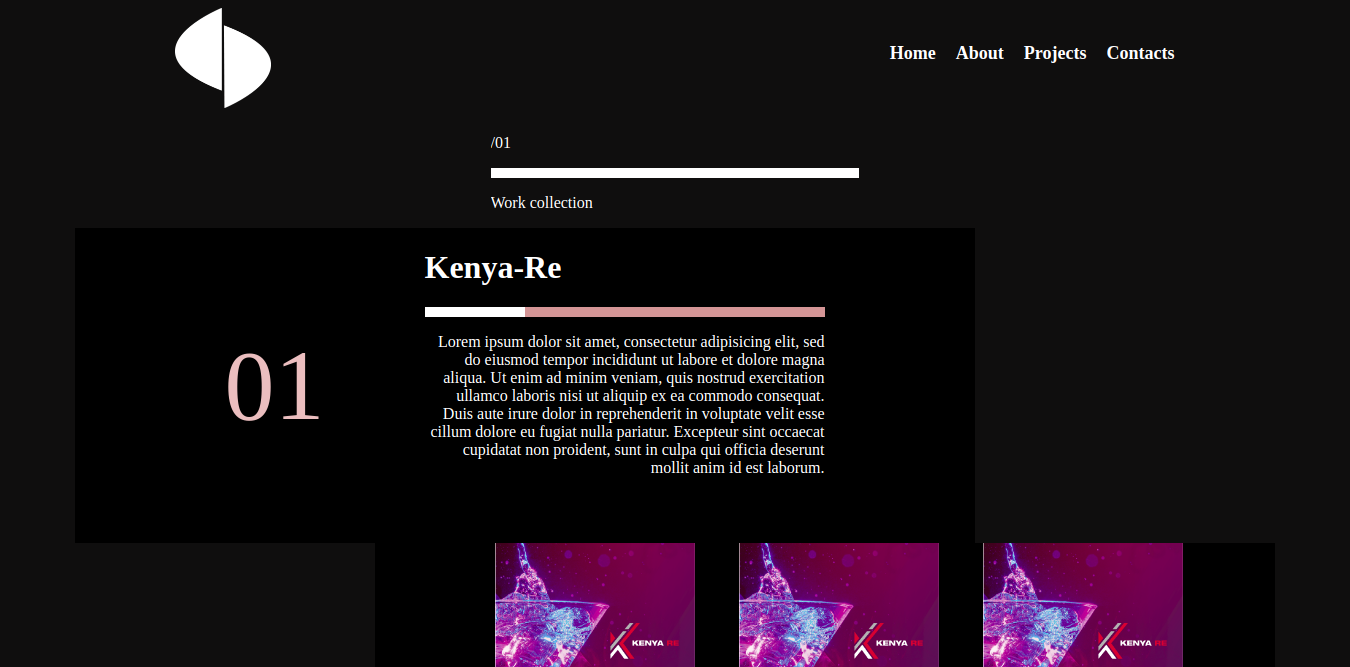 Home About Projects Contacts
/01
Work collection
Kenya-Re
01
Lorem ipsum dolor sit amet, consectetur adipisicing elit, sed
do eiusmod tempor incididunt ut labore et dolore magna
aliqua. Ut enim ad minim veniam, quis nostrud exercitation
ullamco laboris nisi ut aliquip ex ea commodo consequat.
Duis aute irure dolor in reprehenderit in voluptate velit esse
cillum dolore eu fugiat nulla pariatur. Excepteur sint occaecat
cupidatat non proident, sunt in culpa qui officia deserunt
mollit anim id est laborum.
KENYA RE KENYA RE KENYA RE